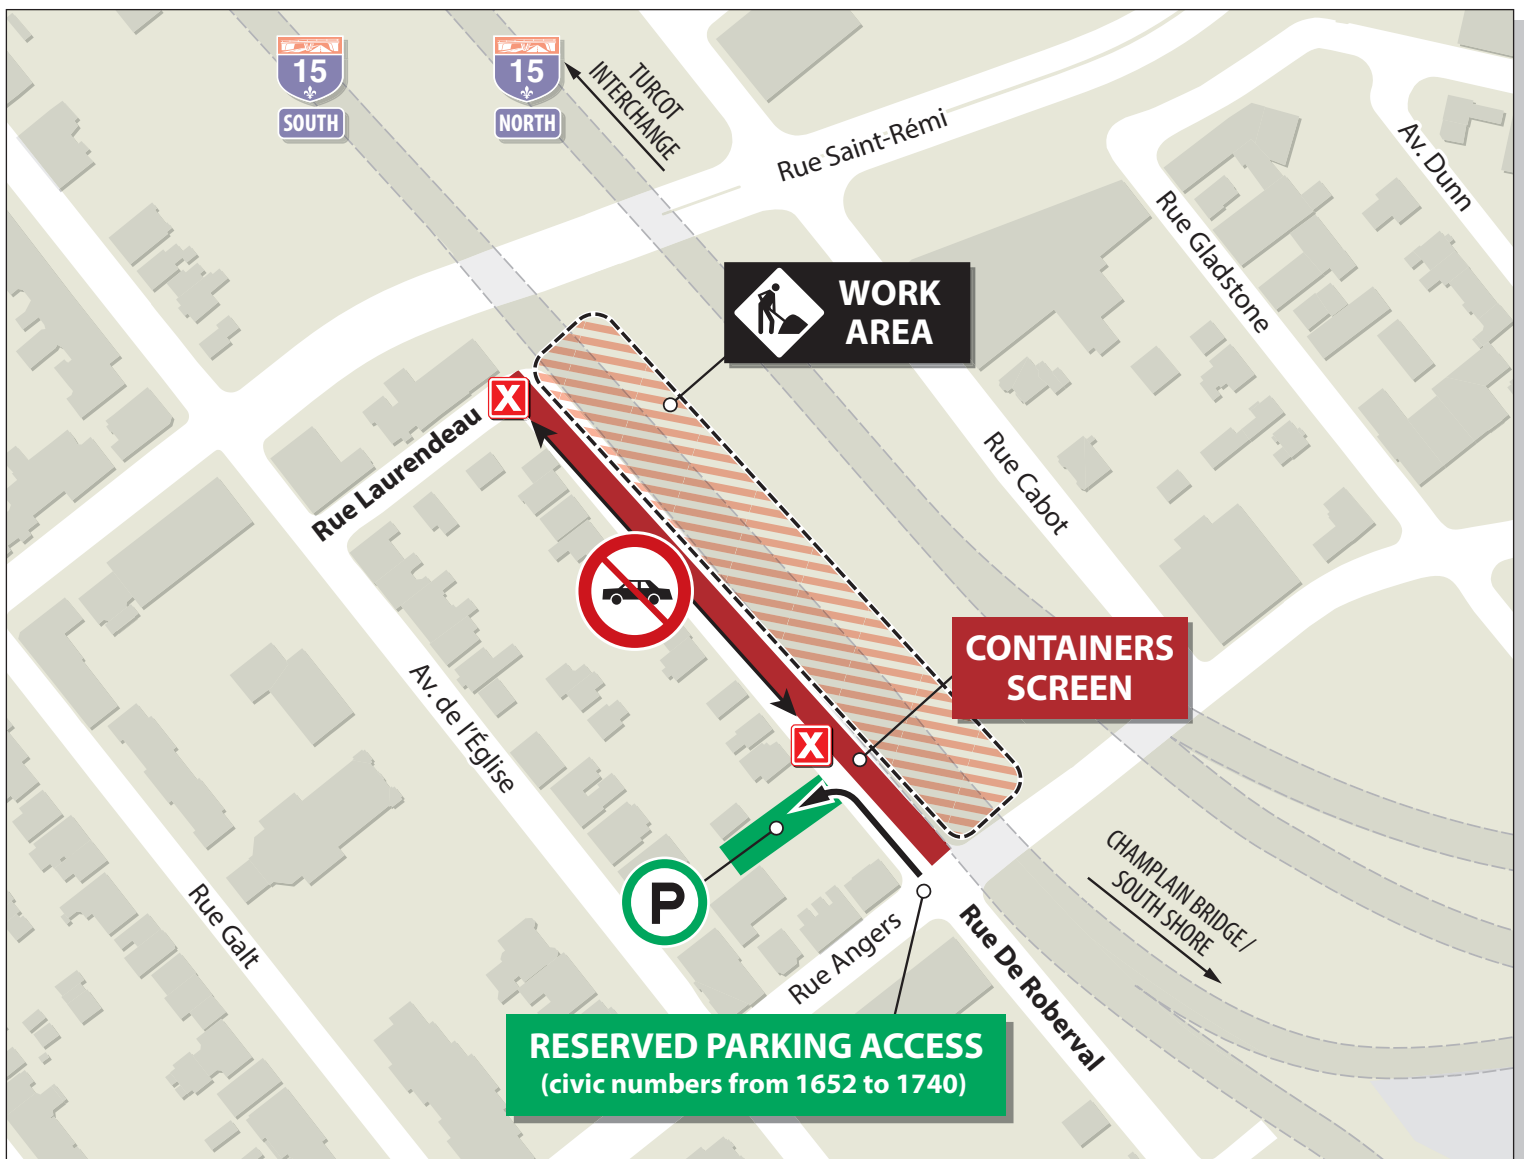 15
SOUTH
15
NORTH
TURCOT
INTERCHANGE
Rue Saint-Rémi
Av. Dunn
Rue Gladstone
WORK
AREA
Rue Laurendeau
X
Rue Cabot
CONTAINERS
SCREEN
Av. de l'Église
X
P
Rue Galt
Rue Angers
CHAMPLAIN BRIDGE /
SOUTH SHORE
Rue De Roberval
RESERVED PARKING ACCESS
(civic numbers from 1652 to 1740)